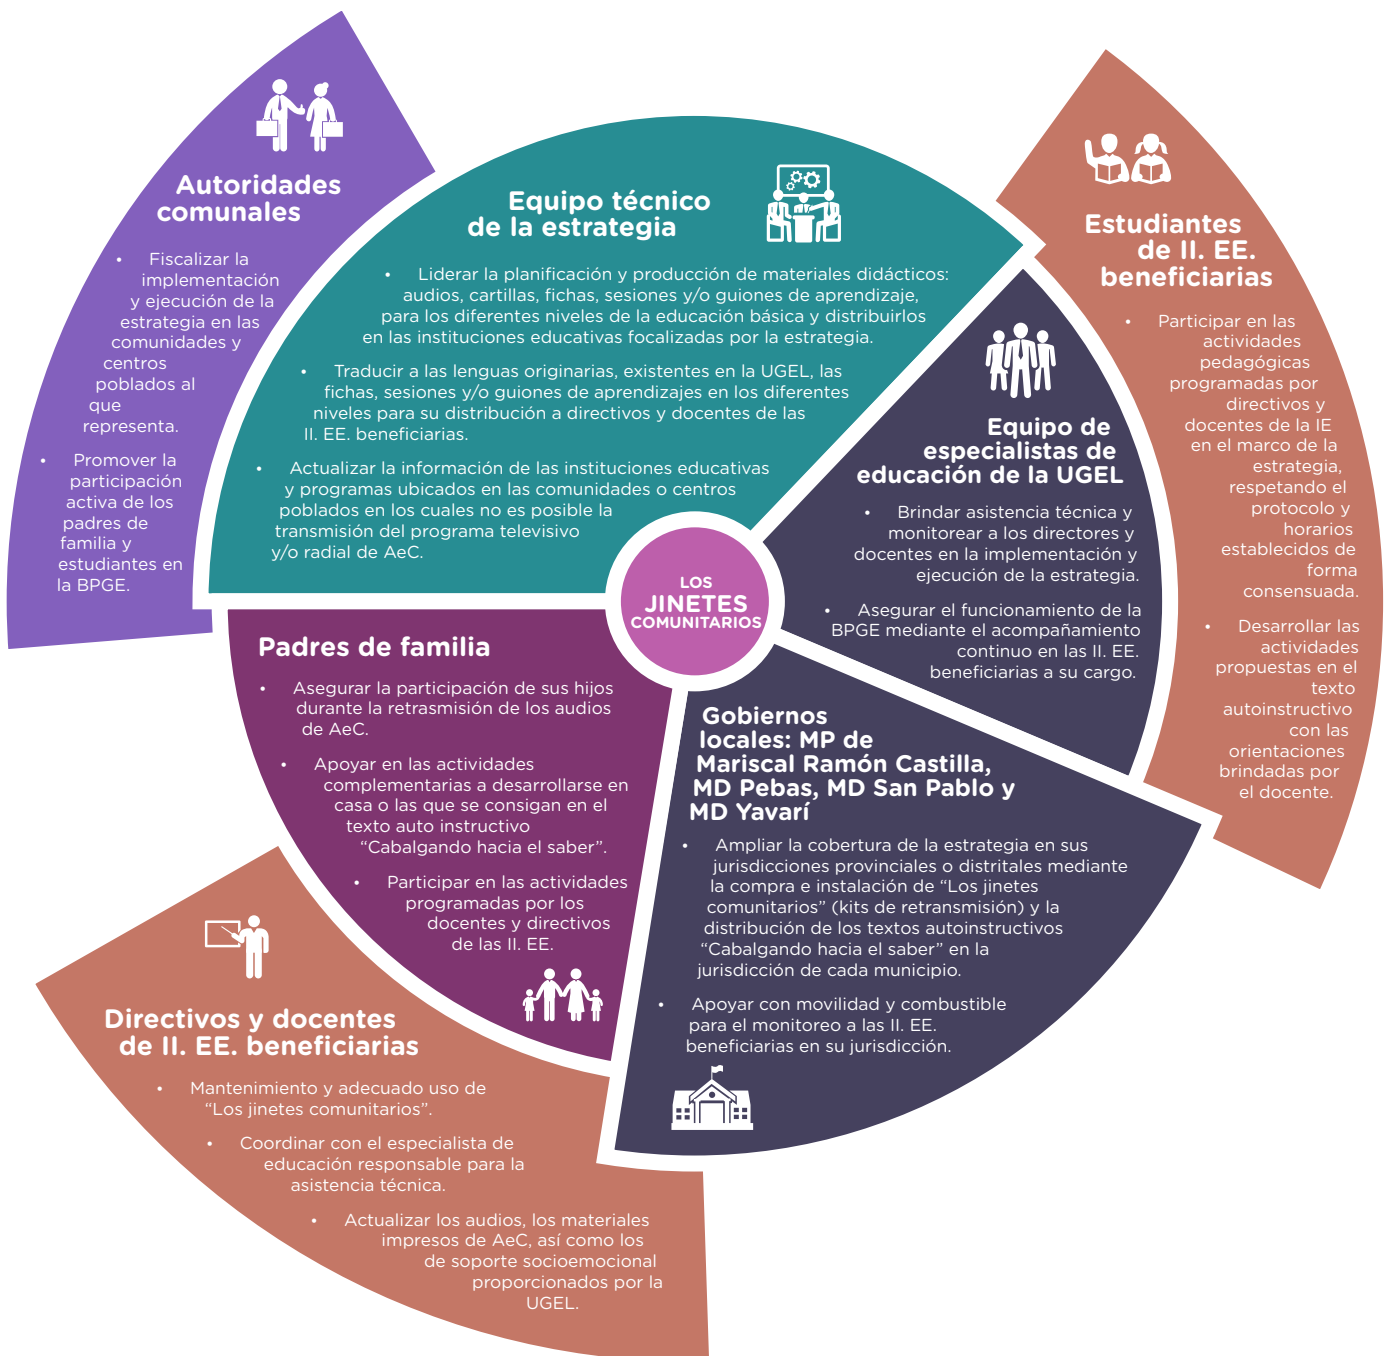 Autoridades
comunales
• Fiscalizar la
implementación
y ejecución de la
estrategia en las
comunidades y
centros
poblados al
que
representa.
• Promover la
participación
activa de los
padres de
familia y
estudiantes en
la BPGE.
Equipo técnico
de la estrategia
• Liderar la planificación y producción de materiales didácticos:
audios, cartillas, fichas, sesiones y/o guiones de aprendizaje,
para los diferentes niveles de la educación básica y distribuirlos
en las instituciones educativas focalizadas por la estrategia.
• Traducir a las lenguas originarias, existentes en la UGEL, las
fichas, sesiones y/o guiones de aprendizajes en los diferentes
niveles para su distribución a directivos y docentes de las
II. EE. beneficiarias.
• Actualizar la información de las instituciones educativas
y programas ubicados en las comunidades o centros
poblados en los cuales no es posible la
transmisión del programa televisivo
y/o radial de AeC.
Estudiantes
de II. EE.
beneficiarias
• Participar en las
actividades
pedagógicas
programadas por
directivos y
docentes de la IE
en el marco de la
estrategia,
respetando el
protocolo y
horarios
establecidos de
forma
consensuada.
• Desarrollar las
actividades
propuestas en el
texto
autoinstructivo
con las
orientaciones
brindadas por
el docente.
Equipo de
especialistas de
educación de la UGEL
• Brindar asistencia técnica y
monitorear a los directores y
docentes en la implementación y
ejecución de la estrategia.
• Asegurar el funcionamiento de la
BPGE mediante el acompañamiento
continuo en las II. EE.
beneficiarias a su cargo.
LOS
JINETES
COMUNITARIOS
Padres de familia
• Asegurar la participación de sus hijos
durante la retrasmisión de los audios
de AeC.
• Apoyar en las actividades
complementarias a desarrollarse en
casa o las que se consigan en el
texto auto instructivo
“Cabalgando hacia el saber”.
• Participar en las actividades
programadas por los
docentes y directivos
de las II. EE.
Gobiernos
locales: MP de
Mariscal Ramón Castilla,
MD Pebas, MD San Pablo y
MD Yavarí
• Ampliar la cobertura de la estrategia en sus
jurisdicciones provinciales o distritales mediante
la compra e instalación de “Los jinetes
comunitarios” (kits de retransmisión) y la
distribución de los textos autoinstructivos
“Cabalgando hacia el saber” en la
jurisdicción de cada municipio.
• Apoyar con movilidad y combustible
para el monitoreo a las II. EE.
beneficiarias en su jurisdicción.
Directivos y docentes
de II. EE. beneficiarias
• Mantenimiento y adecuado uso de
“Los jinetes comunitarios”.
• Coordinar con el especialista de
educación responsable para la
asistencia técnica.
• Actualizar los audios, los materiales
impresos de AeC, así como los
de soporte socioemocional
proporcionados por la
UGEL.